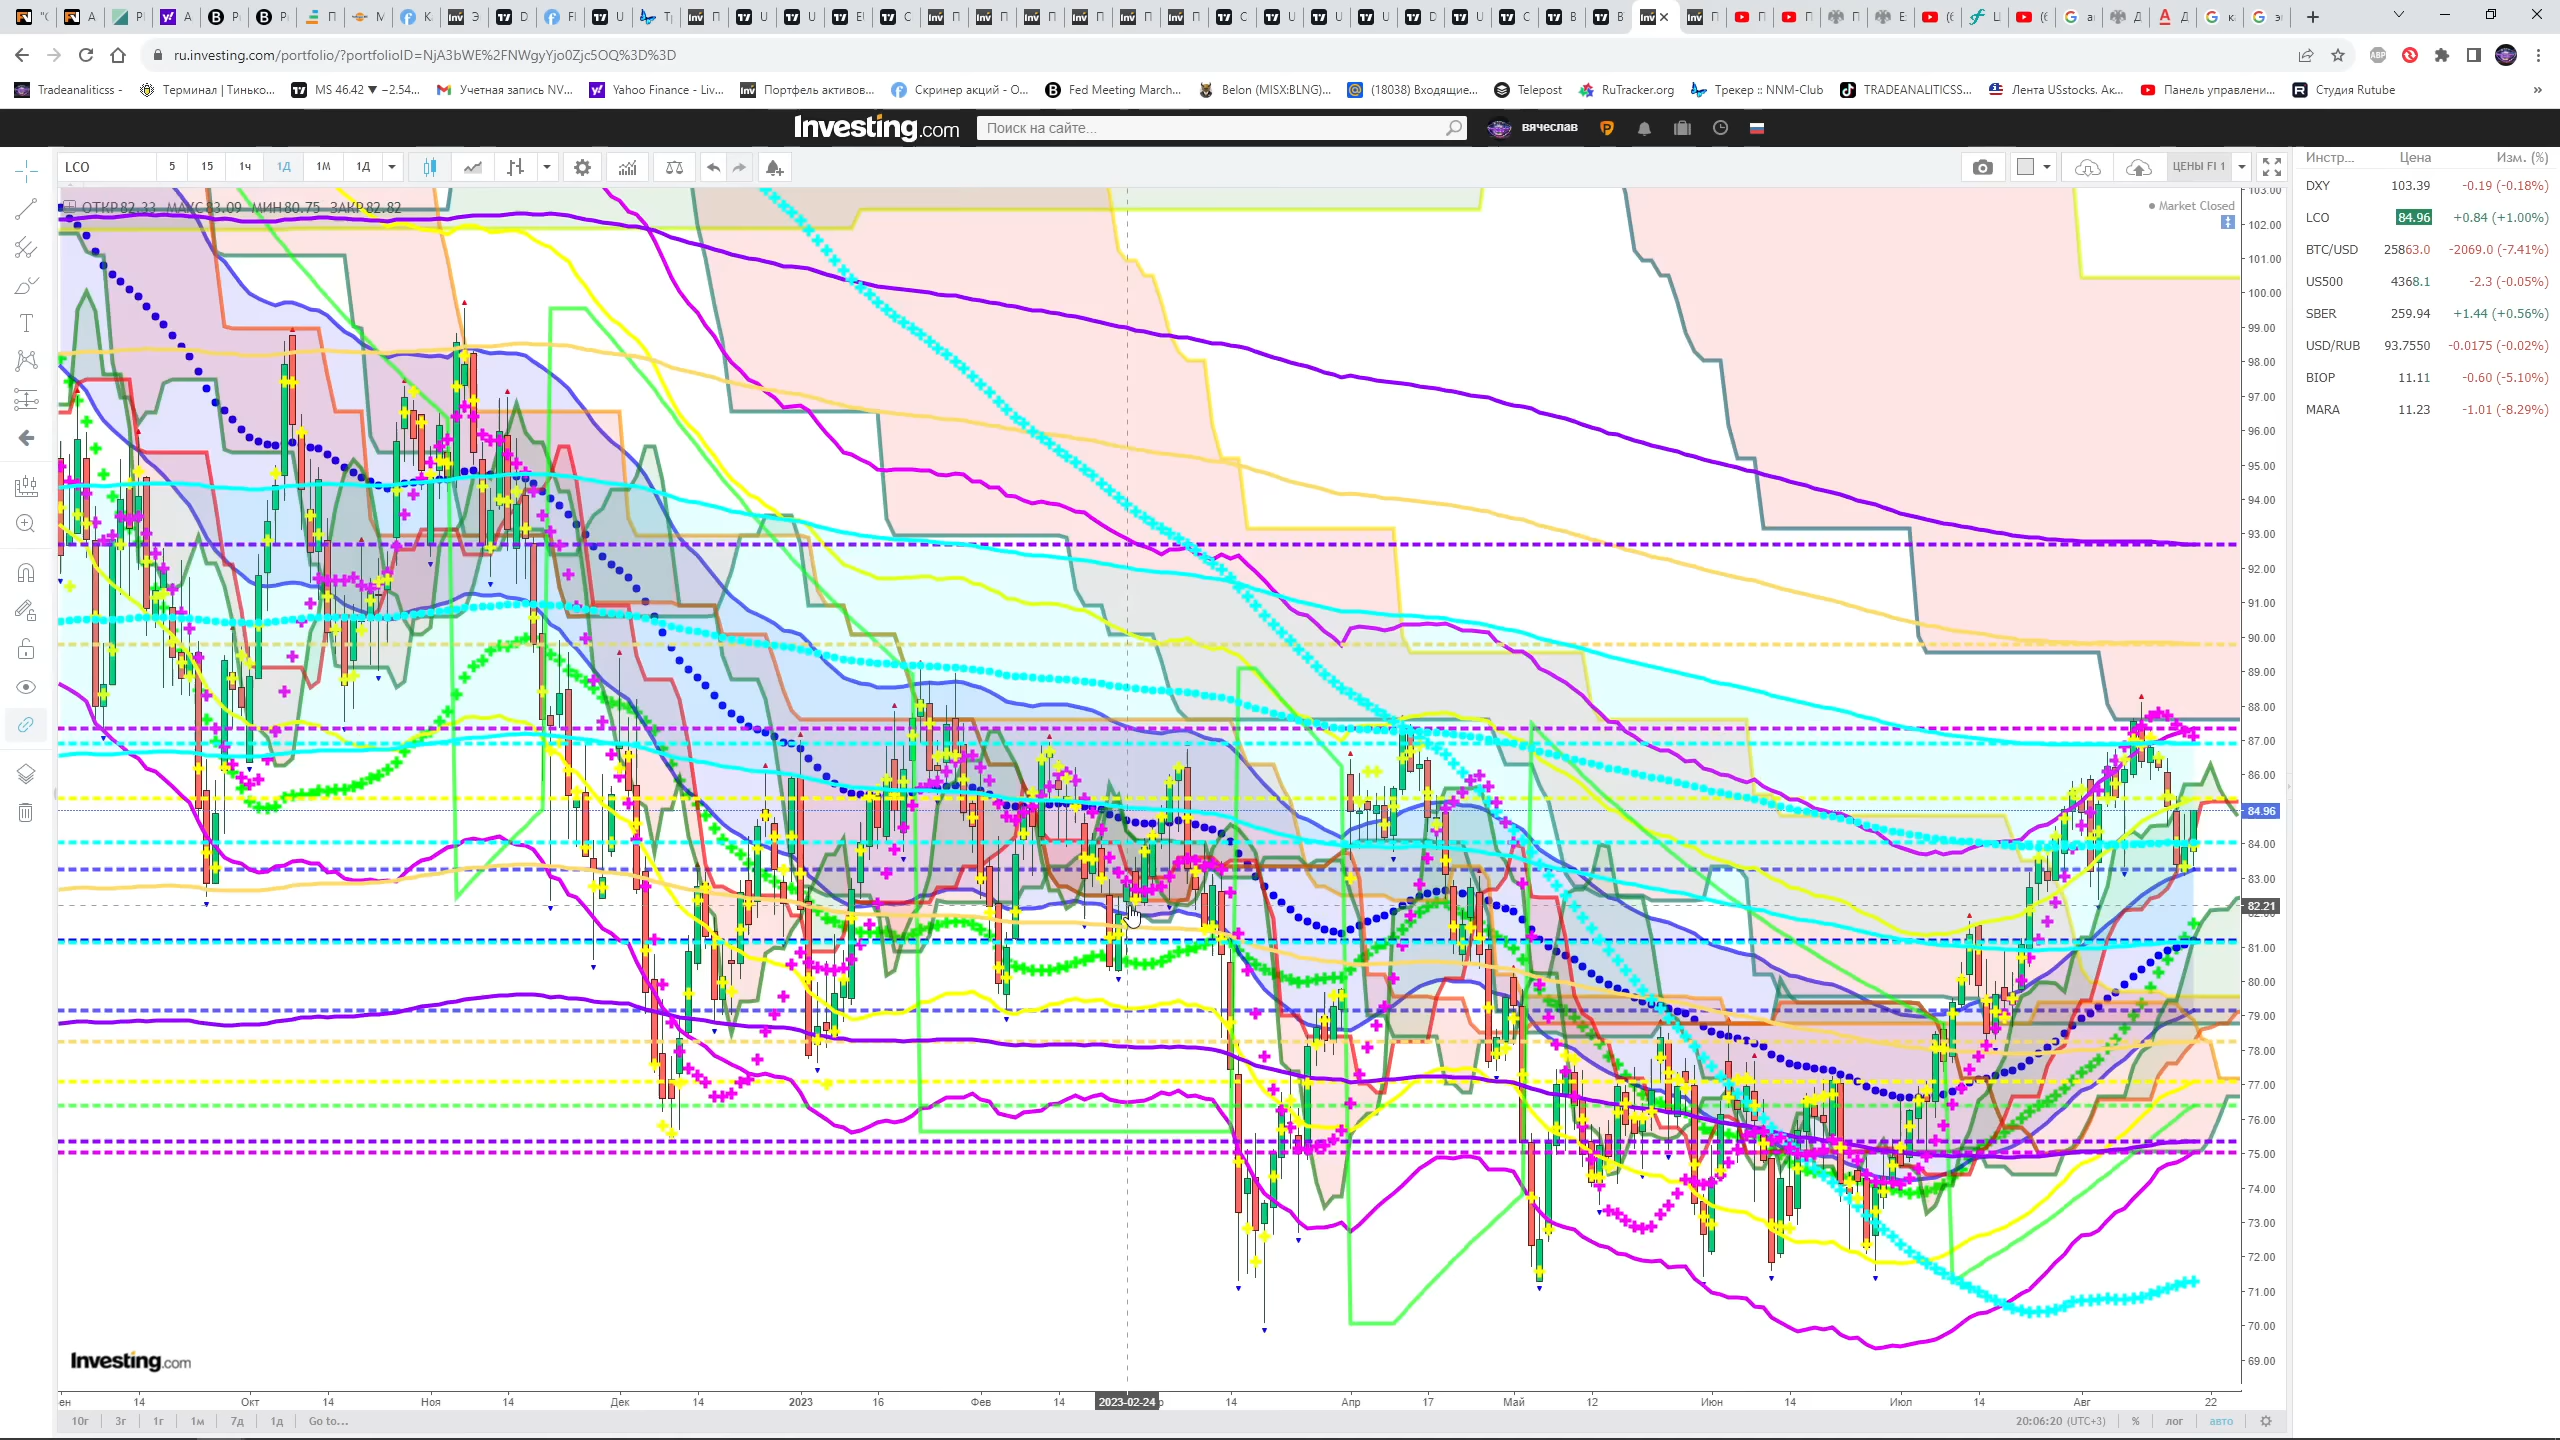 ru.investing.com/portfolio/?portfolioID=NjA3bWE%2FNWgyYjo0Zjc5OQ%3D%3D
Tradeanaliticss -
Терминал | Тинько...
MS 46.42 ▼ −2.54...
Учетная запись NV...
Yahoo Finance - Liv...
Портфель активов...
Скринер акций - О...
Fed Meeting March...
Belon (MISX:BLNG)...
(18038) Входящие...
Telepost
RuTracker.org
Трекер :: NNM-Club
TRADEANALITICSS...
Лента USstocks. Ак...
Панель управлени...
Студия Rutube
»
Investing.com
Поиск на сайте...
вячеслав
LCO
5
15
1ч
1Д
1М
1Д
ЦЕНЫ FI 1
ОТКР 82.33 МАКС 83.09 МИН 80.75 ЗАКР 82.82
Market Closed
Инстр... Цена Изм. (%)
DXY 103.39 -0.19 (-0.18%)
LCO 84.96 +0.84 (+1.00%)
BTC/USD 25863.0 -2069.0 (-7.41%)
US500 4368.1 -2.3 (-0.05%)
SBER 259.94 +1.44 (+0.56%)
USD/RUB 93.7550 -0.0175 (-0.02%)
BIOP 11.11 -0.60 (-5.10%)
MARA 11.23 -1.01 (-8.29%)
103.00
102.00
101.00
100.00
99.00
98.00
97.00
96.00
95.00
94.00
93.00
92.00
91.00
90.00
89.00
88.00
87.00
86.00
84.96
84.00
83.00
82.21
81.00
80.00
79.00
78.00
77.00
76.00
75.00
74.00
73.00
72.00
71.00
70.00
69.00
Investing.com
14 Окт 14 Ноя 14 Дек 14 2023 16 Фев 14 2023-02-24 14 Апр 17 Май 12 Июн 14 Июл 14 Авг 22
10г 3г 1г 1м 7д 1д Go to...
20:06:20 (UTC+3) % лог авто